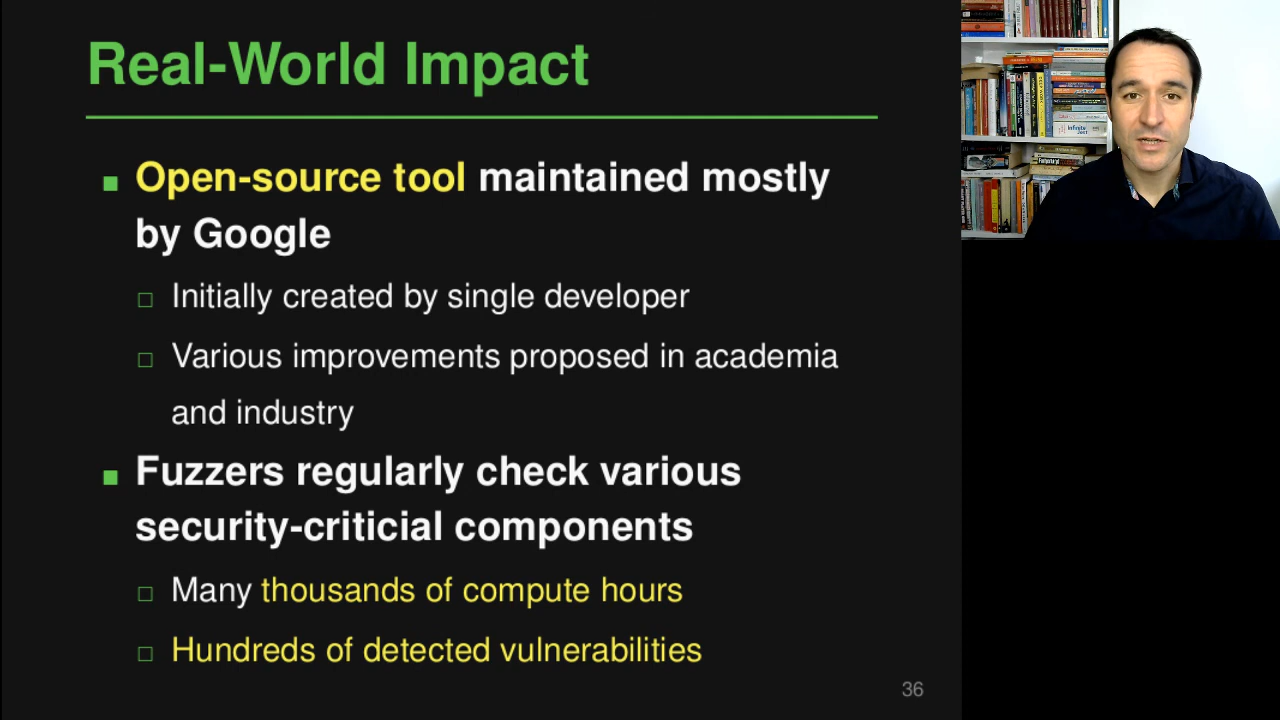 Real-World Impact
Open-source tool maintained mostly
by Google
Initially created by single developer
Various improvements proposed in academia
and industry
Fuzzers regularly check various
security-criticial components
Many thousands of compute hours
Hundreds of detected vulnerabilities
36
Infinite
Jest